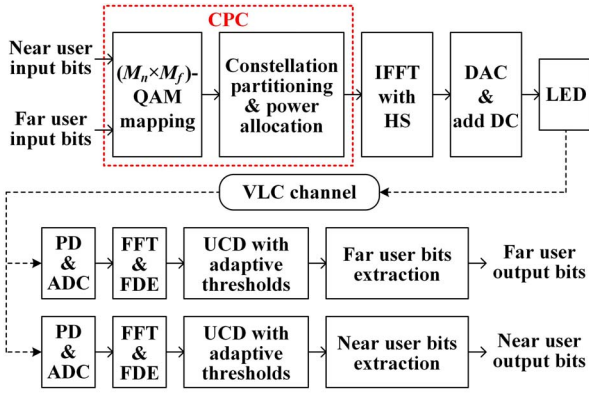 CPC
Near user
input bits
Far user
input bits
(Mn×Mf)-
QAM
mapping
Constellation
partitioning
& power
allocation
IFFT
with
HS
DAC
&
add DC
LED
VLC channel
PD
&
ADC
FFT
&
FDE
UCD with
adaptive
thresholds
Far user bits
extraction
Far user
output bits
PD
&
ADC
FFT
&
FDE
UCD with
adaptive
thresholds
Near user bits
extraction
Near user
output bits